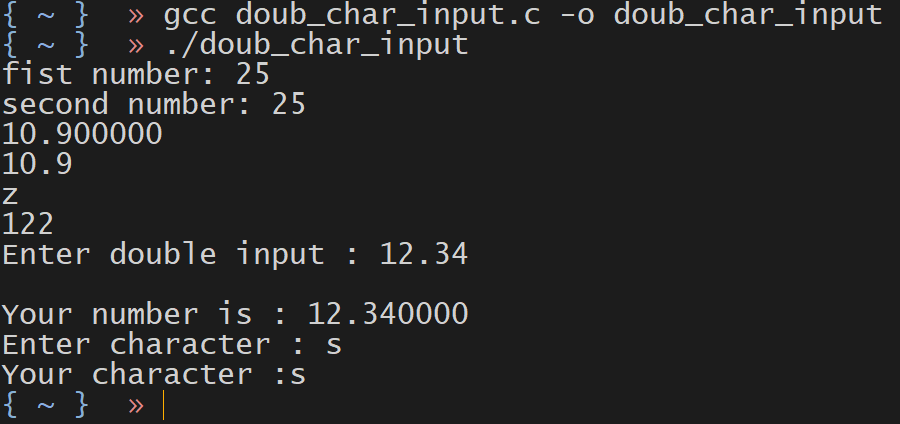 { ~ }  » gcc doub_char_input.c -o doub_char_input
{ ~ }  » ./doub_char_input
fist number: 25
second number: 25
10.900000
10.9
z
122
Enter double input : 12.34

Your number is : 12.340000
Enter character : s
Your character :s
{ ~ }  »